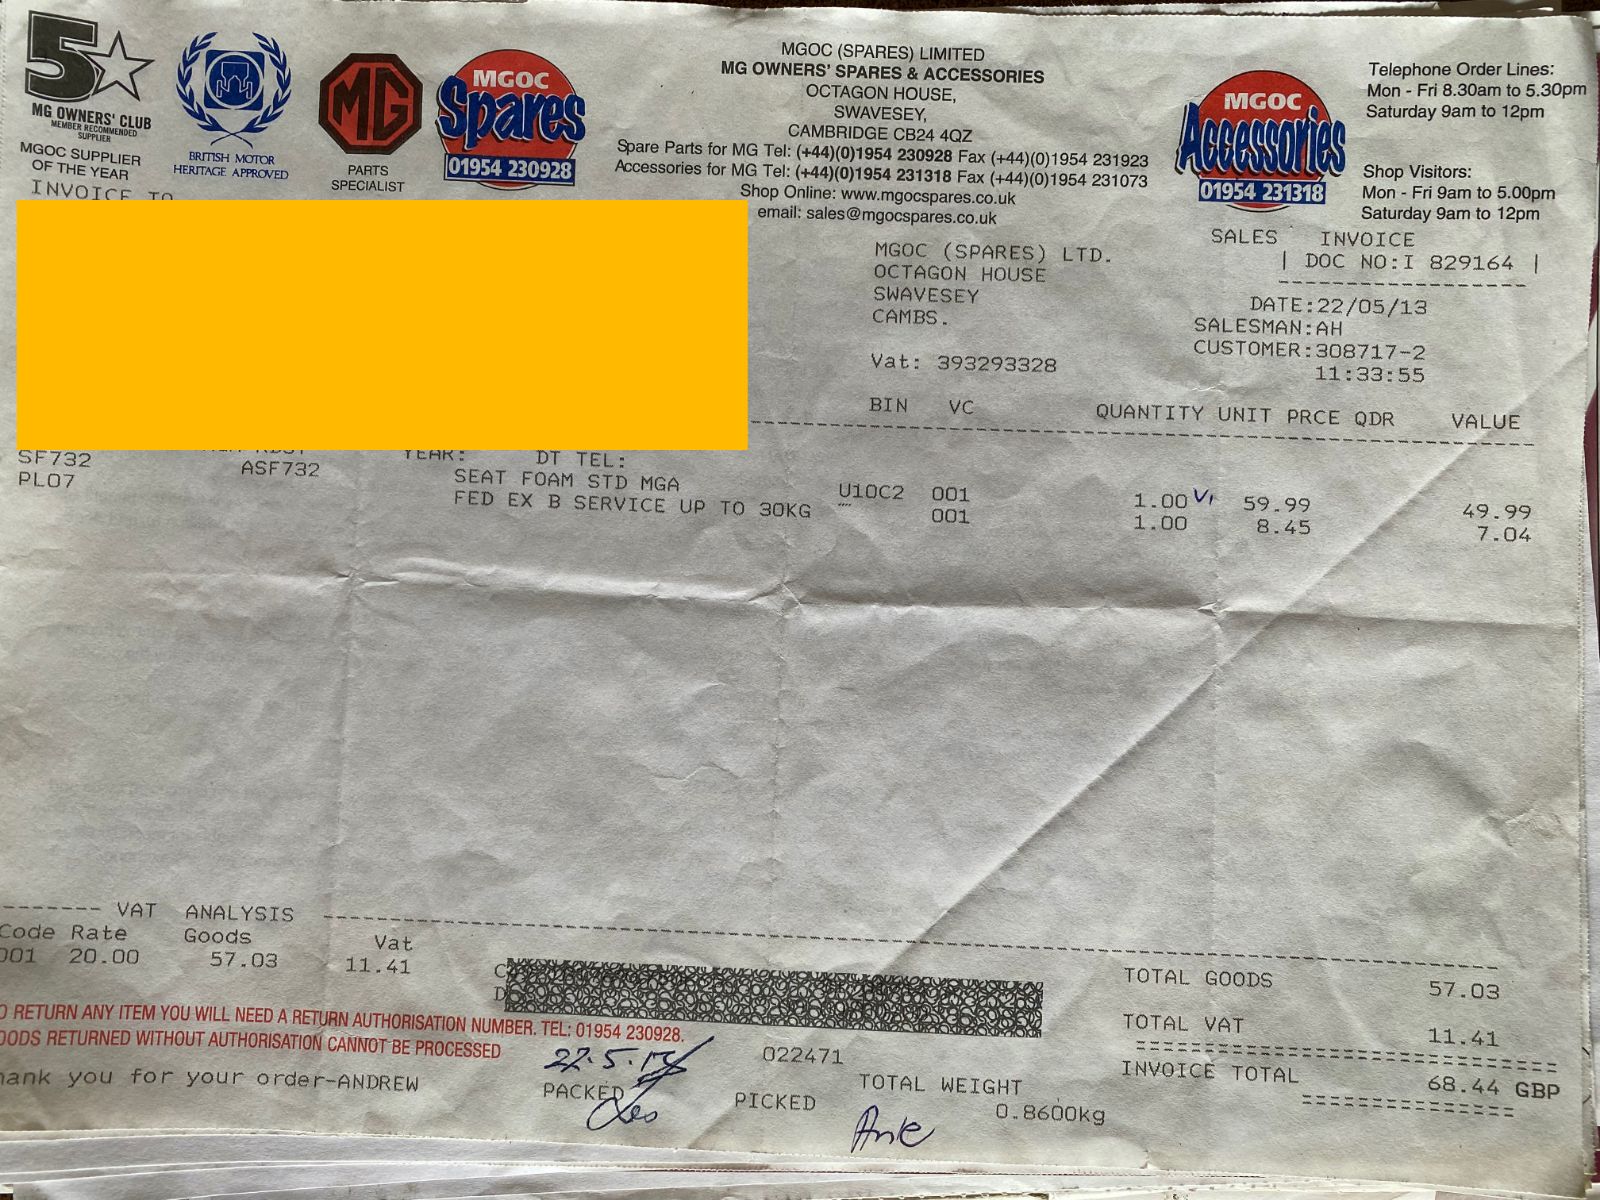 5
MG OWNERS' CLUB
MEMBER RECOMMENDED
SUPPLIER
MGOC SUPPLIER
OF THE YEAR
BRITISH MOTOR
HERITAGE APPROVED
MG
PARTS
SPECIALIST
MGOC
Spares
01954 230928
MGOC (SPARES) LIMITED
MG OWNERS' SPARES & ACCESSORIES
OCTAGON HOUSE,
SWAVESEY,
CAMBRIDGE CB24 4QZ
Spare Parts for MG Tel: (+44)(0)1954 230928 Fax (+44)(0)1954 231923
Accessories for MG Tel: (+44)(0)1954 231318 Fax (+44)(0)1954 231073
Shop Online: www.mgocspares.co.uk
email: sales@mgocspares.co.uk
MGOC
Accessories
01954 231318
Telephone Order Lines:
Mon - Fri 8.30am to 5.30pm
Saturday 9am to 12pm
Shop Visitors:
Mon - Fri 9am to 5.00pm
Saturday 9am to 12pm
INVOICE TO
MGOC (SPARES) LTD.
OCTAGON HOUSE
SWAVESEY
CAMBS.
Vat: 393293328
SALES INVOICE
| DOC NO:I 829164 |
DATE:22/05/13
SALESMAN:AH
CUSTOMER:308717-2
11:33:55
BIN VC QUANTITY UNIT PRCE QDR VALUE
YEAR: DT TEL:
SF732 ASF732 SEAT FOAM STD MGA U10C2 001 1.00 59.99 49.99
PL07 FED EX B SERVICE UP TO 30KG 001 1.00 8.45 7.04
VAT ANALYSIS
Code Rate Goods Vat
001 20.00 57.03 11.41
TOTAL GOODS 57.03
TOTAL VAT 11.41
INVOICE TOTAL 68.44 GBP
O RETURN ANY ITEM YOU WILL NEED A RETURN AUTHORISATION NUMBER. TEL: 01954 230928.
OODS RETURNED WITHOUT AUTHORISATION CANNOT BE PROCESSED
hank you for your order-ANDREW
22.5.13
PACKED
022471
PICKED
TOTAL WEIGHT
0.8600kg